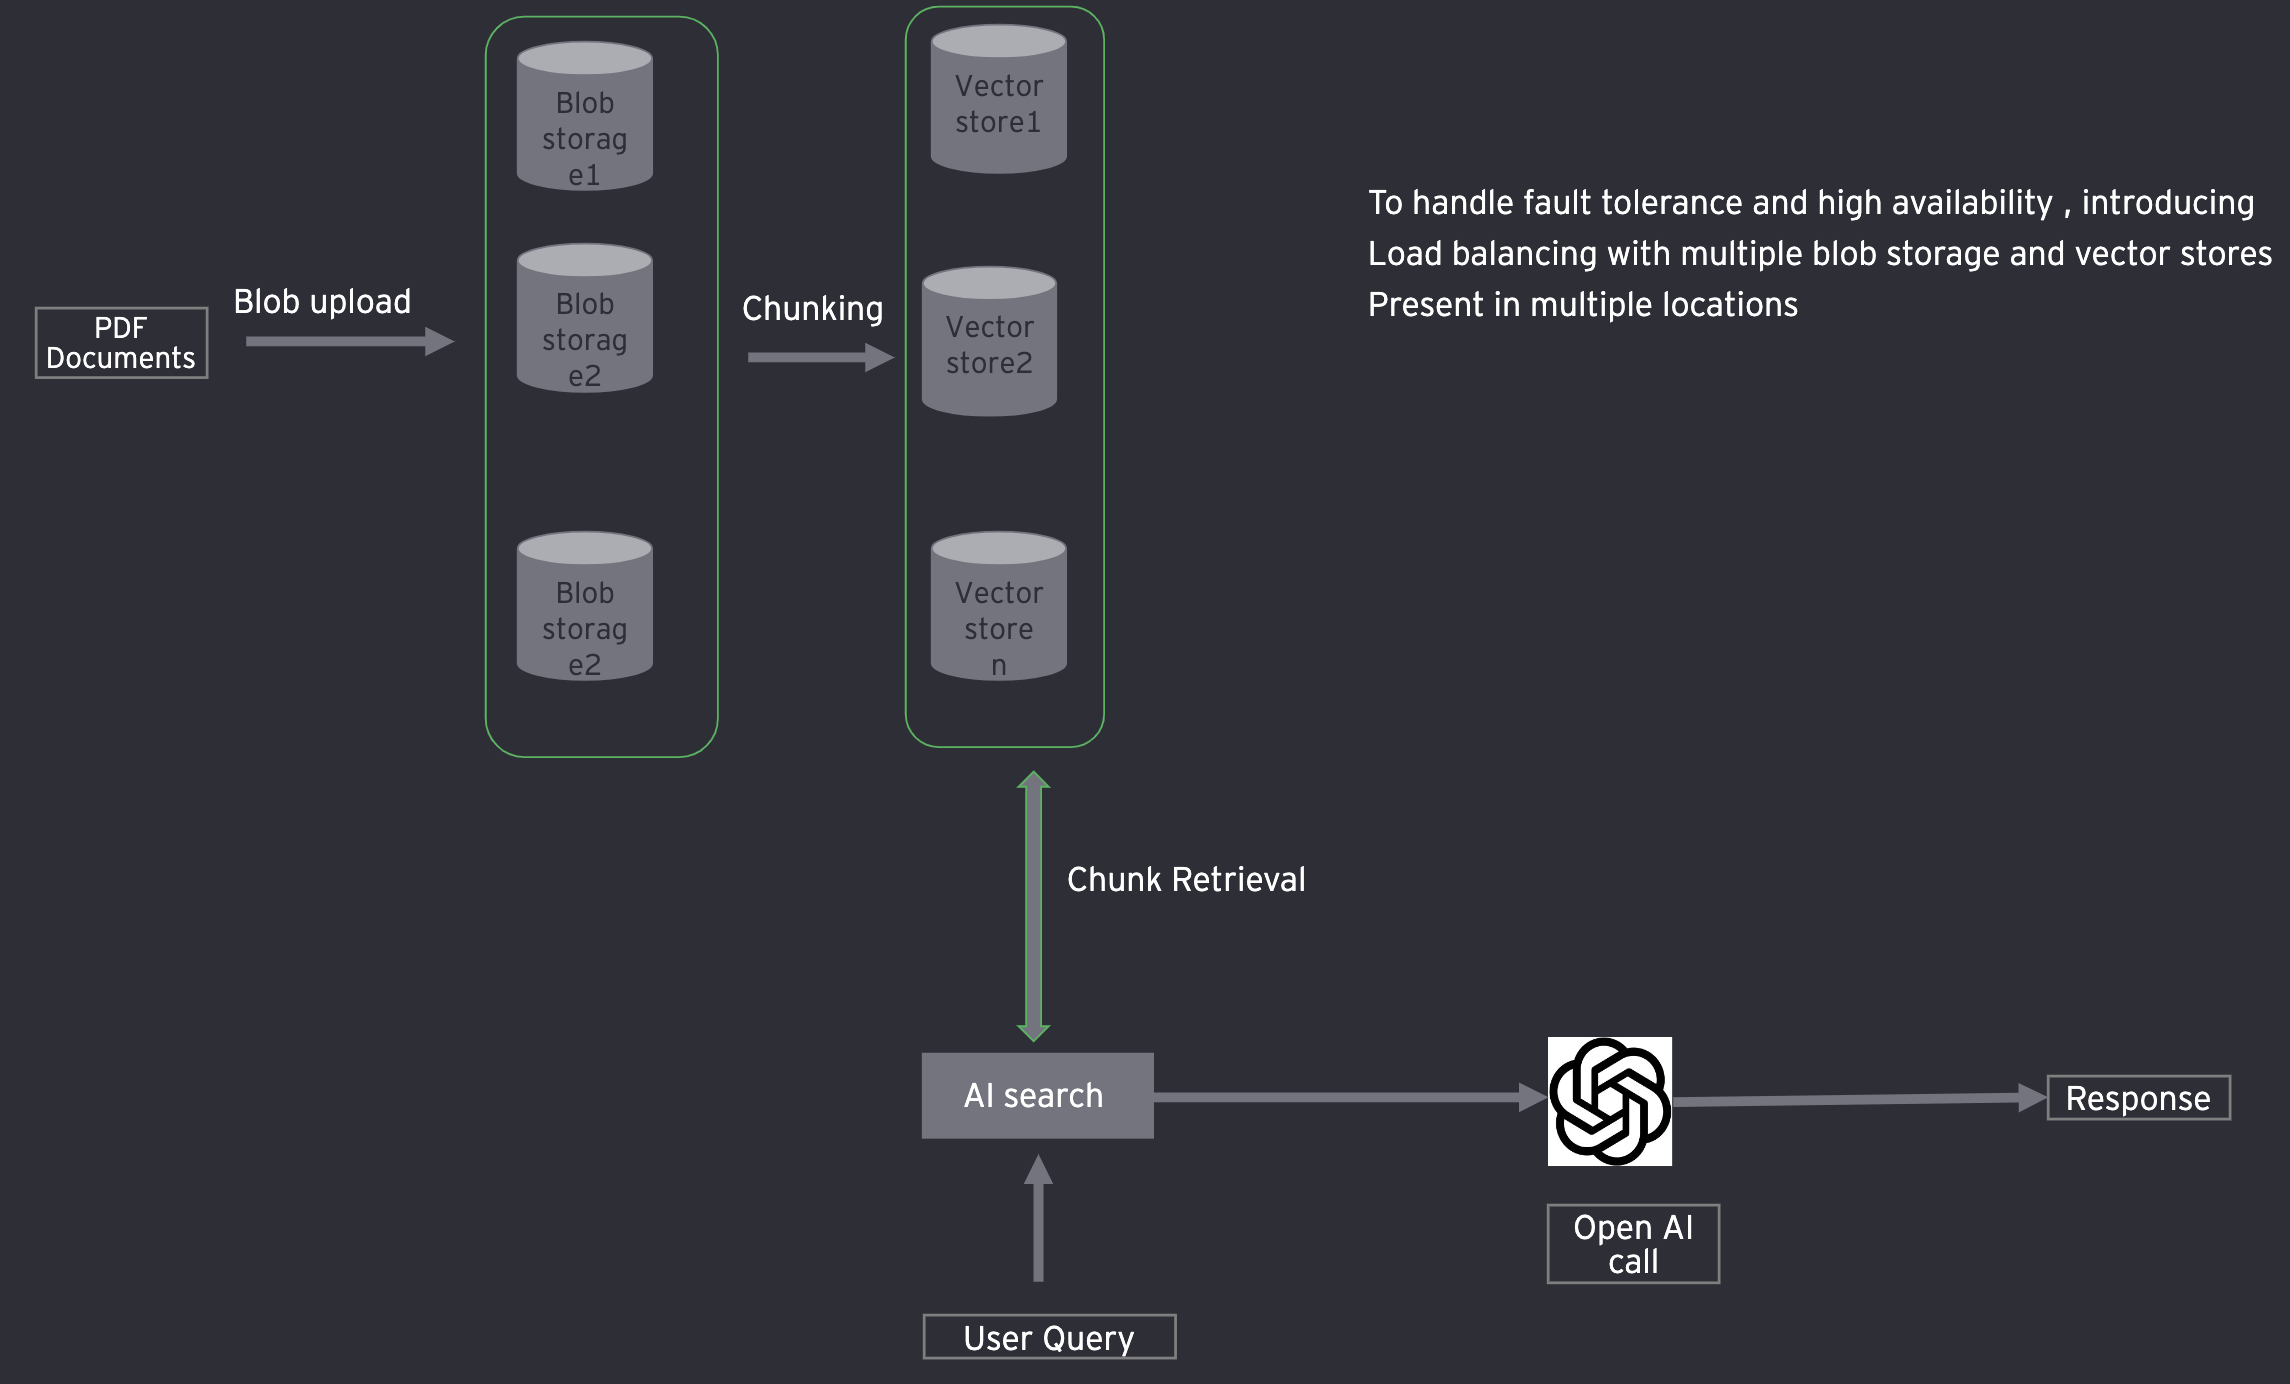 Blob
storag
e1
Vector
store1
To handle fault tolerance and high availability , introducing
Load balancing with multiple blob storage and vector stores
Present in multiple locations
PDF
Documents
Blob upload
Blob
storag
e2
Chunking
Vector
store2
Blob
storag
e2
Vector
store
n
Chunk Retrieval
AI search
Response
Open AI
call
User Query